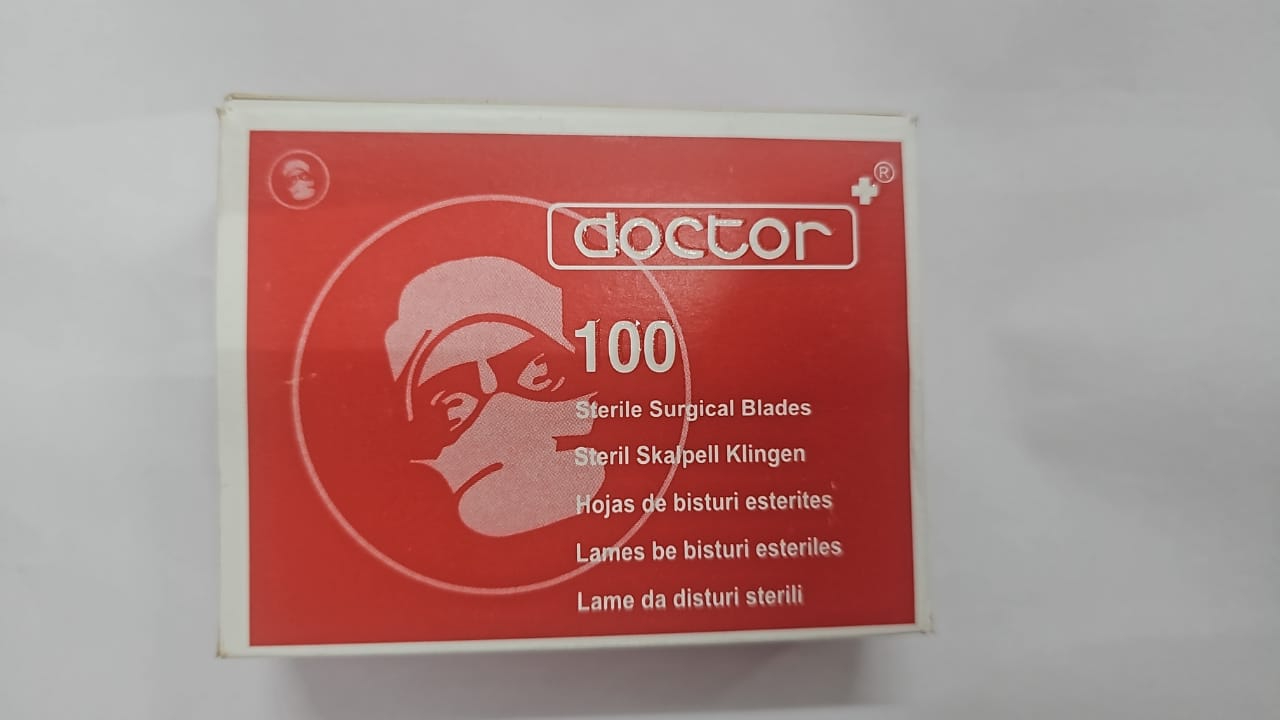 doctor ®
100
Sterile Surgical Blades
Steril Skalpell Klingen
Hojas de bisturi esterites
Lames be bisturi esteriles
Lame da disturi sterili